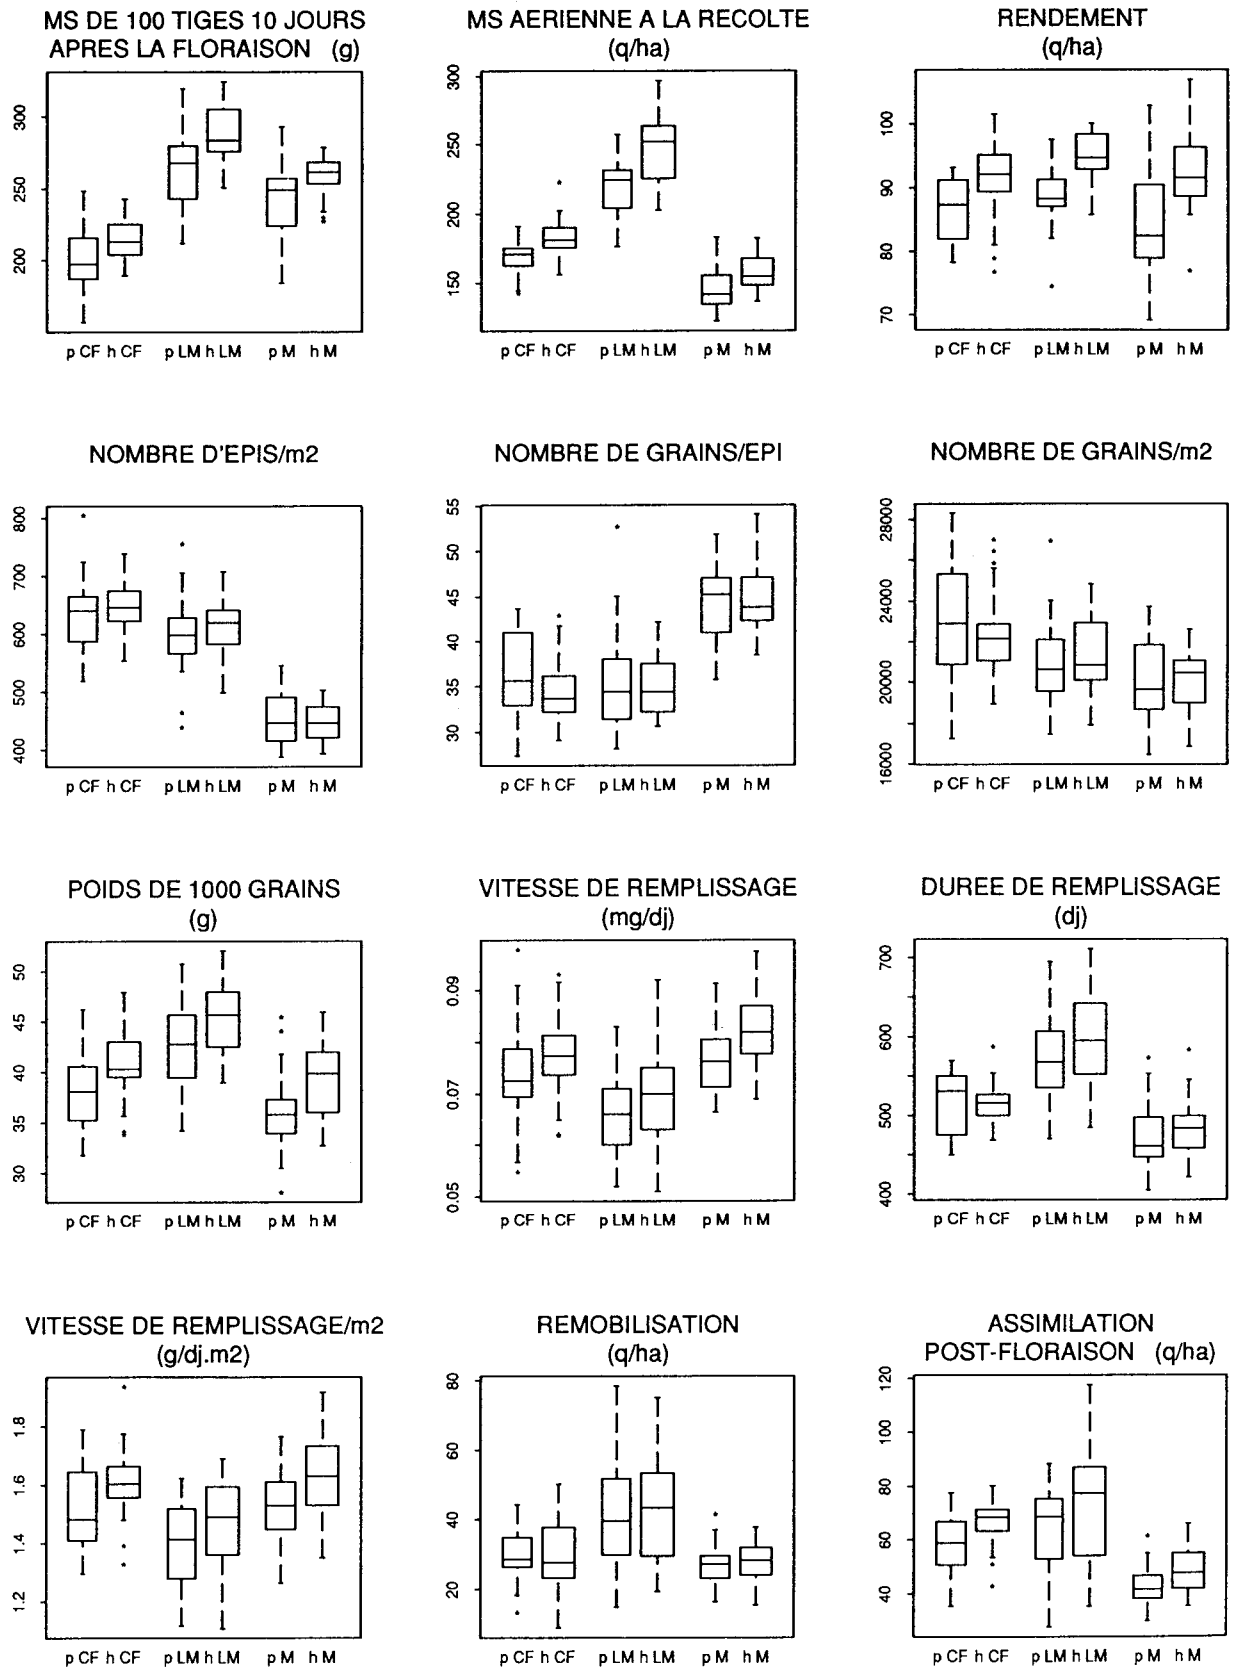 MS DE 100 TIGES 10 JOURS
APRES LA FLORAISON (g)
300
250
200
p CF h CF p LM h LM p M h M
MS AERIENNE A LA RECOLTE
(q/ha)
300
250
200
150
p CF h CF p LM h LM p M h M
RENDEMENT
(q/ha)
100
90
80
70
p CF h CF p LM h LM p M h M
NOMBRE D'EPIS/m2
800
700
600
500
400
p CF h CF p LM h LM p M h M
NOMBRE DE GRAINS/EPI
55
50
45
40
35
30
p CF h CF p LM h LM p M h M
NOMBRE DE GRAINS/m2
28000
24000
20000
16000
p CF h CF p LM h LM p M h M
POIDS DE 1000 GRAINS
(g)
50
45
40
35
30
p CF h CF p LM h LM p M h M
VITESSE DE REMPLISSAGE
(mg/dj)
0.09
0.07
0.05
p CF h CF p LM h LM p M h M
DUREE DE REMPLISSAGE
(dj)
700
600
500
400
p CF h CF p LM h LM p M h M
VITESSE DE REMPLISSAGE/m2
(g/dj.m2)
1.8
1.6
1.4
1.2
p CF h CF p LM h LM p M h M
REMOBILISATION
(q/ha)
80
60
40
20
p CF h CF p LM h LM p M h M
ASSIMILATION
POST-FLORAISON (q/ha)
120
100
80
60
40
p CF h CF p LM h LM p M h M